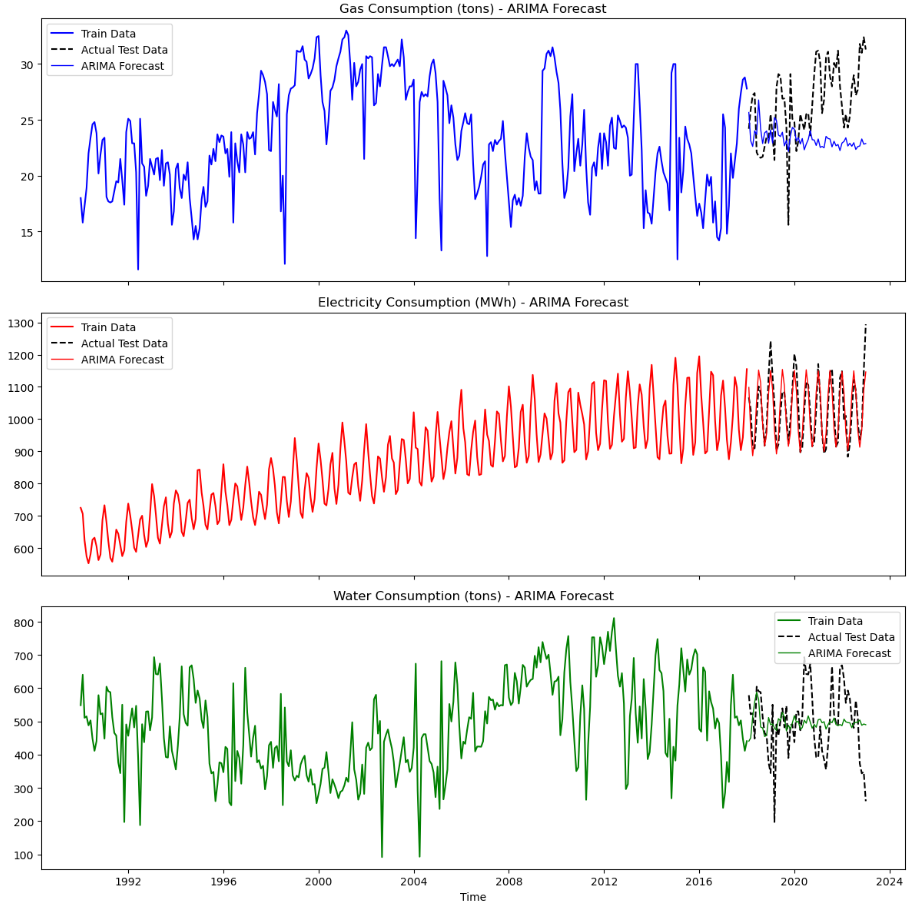 Gas Consumption (tons) - ARIMA Forecast
Train Data
Actual Test Data
ARIMA Forecast
30
25
20
15
Electricity Consumption (MWh) - ARIMA Forecast
Train Data
Actual Test Data
ARIMA Forecast
1300
1200
1100
1000
900
800
700
600
Water Consumption (tons) - ARIMA Forecast
Train Data
Actual Test Data
ARIMA Forecast
800
700
600
500
400
300
200
100
1992 1996 2000 2004 2008 2012 2016 2020 2024
Time